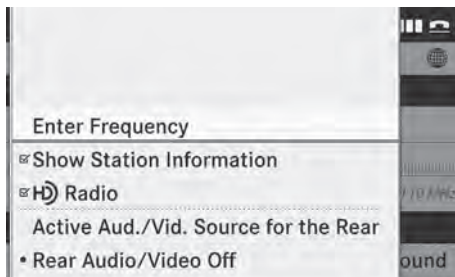 Enter Frequency
Show Station Information
HD Radio
Active Aud./Vid. Source for the Rear
• Rear Audio/Video Off
ound